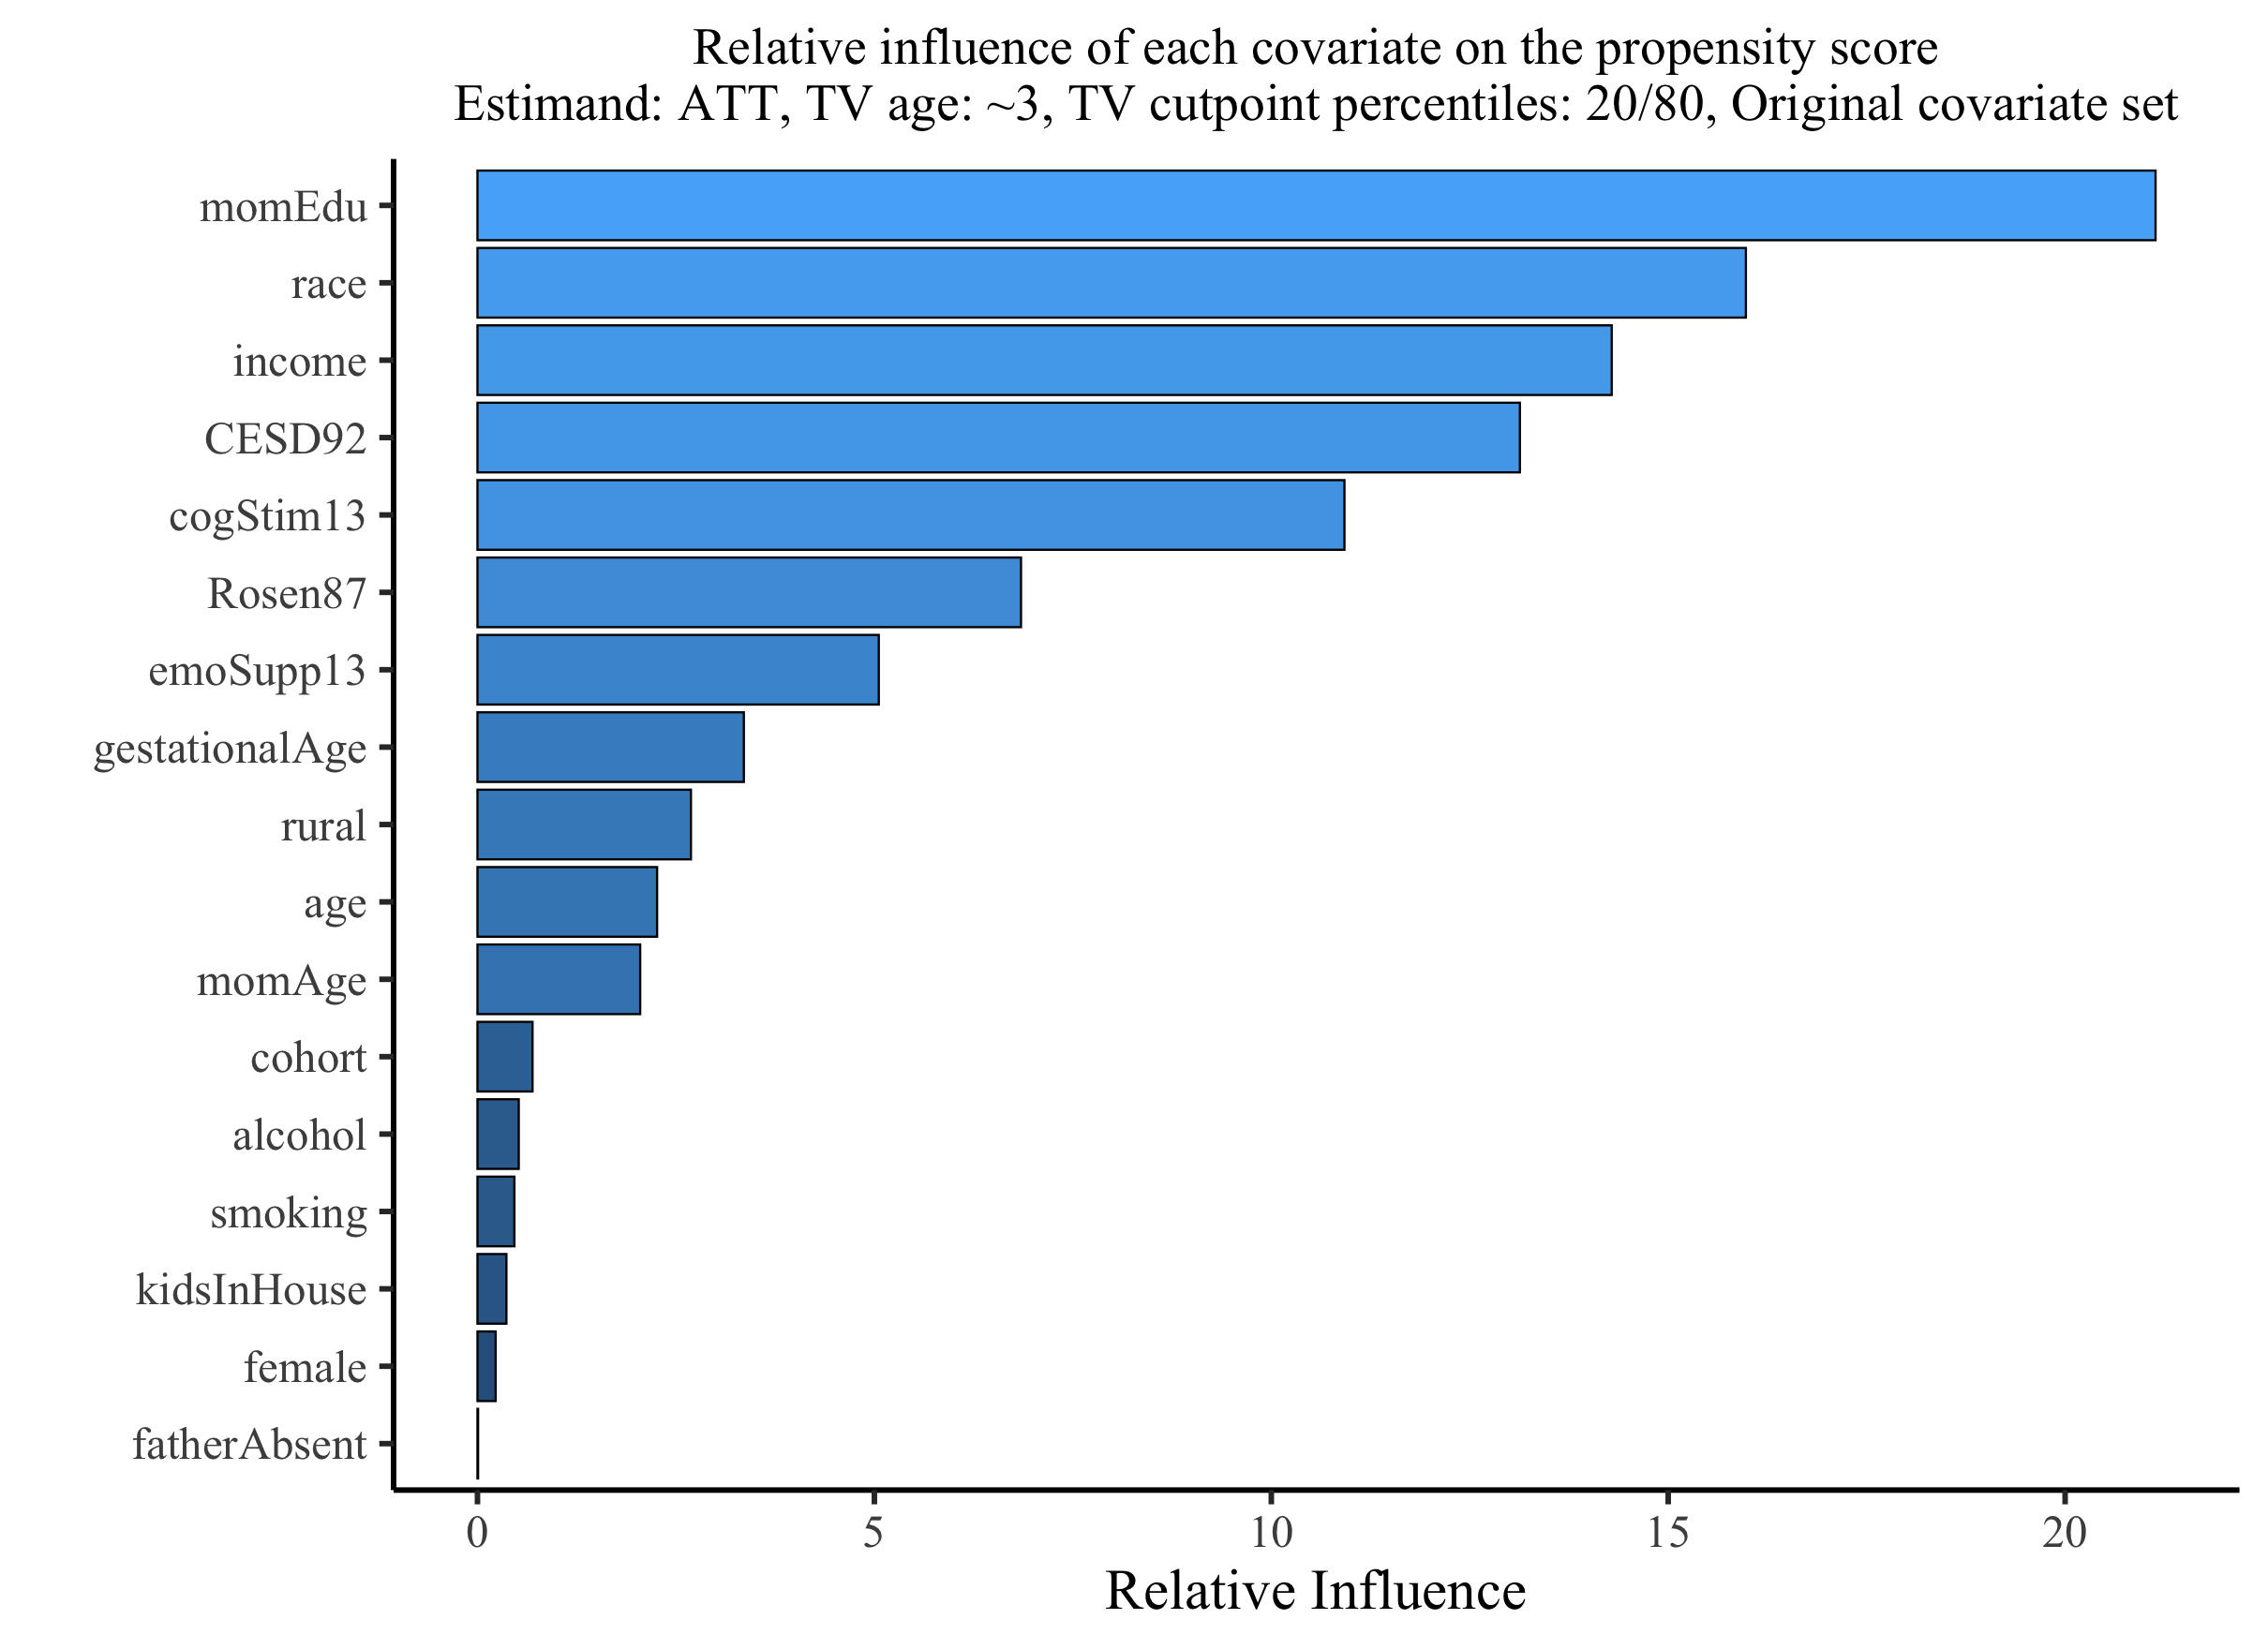 Relative influence of each covariate on the propensity score
Estimand: ATT, TV age: ~3, TV cutpoint percentiles: 20/80, Original covariate set
momEdu
race
income
CESD92
cogStim13
Rosen87
emoSupp13
gestationalAge
rural
age
momAge
cohort
alcohol
smoking
kidsInHouse
female
fatherAbsent
0 5 10 15 20
Relative Influence